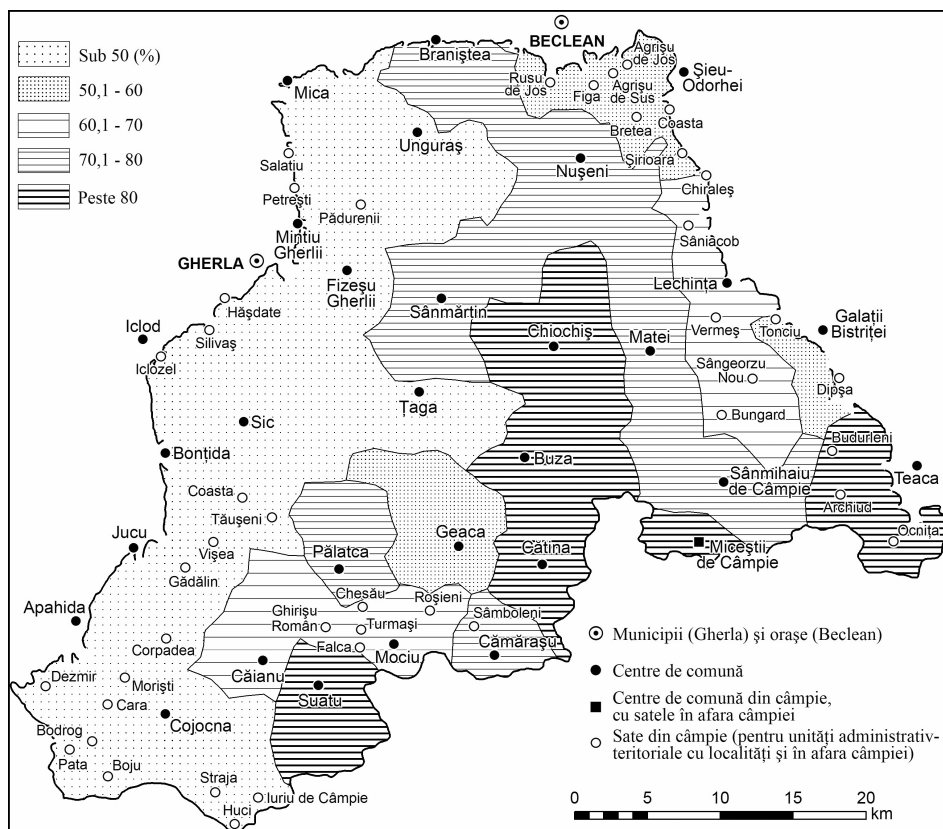 Sub 50 (%)
50,1 - 60
60,1 - 70
70,1 - 80
Peste 80
BECLEAN
Braniştea
Agrişu
de Jos
Rusu
de Jos
Figa
Agrişu
de Sus
Şieu-
Odorhei
Mica
Bretea
Coasta
Unguraş
Salatiu
Nuşeni
Şirioara
Chiraleş
Petreşti
Pădurenii
Mintiu
Gherlii
Sâniacob
GHERLA
Fizeşu
Gherlii
Lechinţa
Hăşdate
Sânmărtin
Iclod
Silivaş
Chiochiş
Matei
Vermeş
Tonciu
Galaţii
Bistriţei
Iclozel
Sângeorzu
Nou
Dipşa
Ţaga
Sic
Bungard
Bonţida
Budurleni
Buza
Sânmihaiu
de Câmpie
Teaca
Coasta
Archiud
Tăuşeni
Jucu
Geaca
Ocniţa
Vişea
Pălatca
Cătina
Miceştii
de Câmpie
Gădălin
Chesău
Roşieni
Apahida
Ghirişu
Român
Turmaşi
Sâmboleni
Corpadea
Falca
Mociu
Cămăraşu
Căianu
Dezmir
Morişti
Suatu
Cara
Cojocna
Bodrog
Pata
Boju
Straja
Iuriu de Câmpie
Huci
Municipii (Gherla) şi oraşe (Beclean)
Centre de comună
Centre de comună din câmpie,
cu satele în afara câmpiei
Sate din câmpie (pentru unităţi administrativ-
teritoriale cu localităţi şi în afara câmpiei)
0 5 10 15 20
km